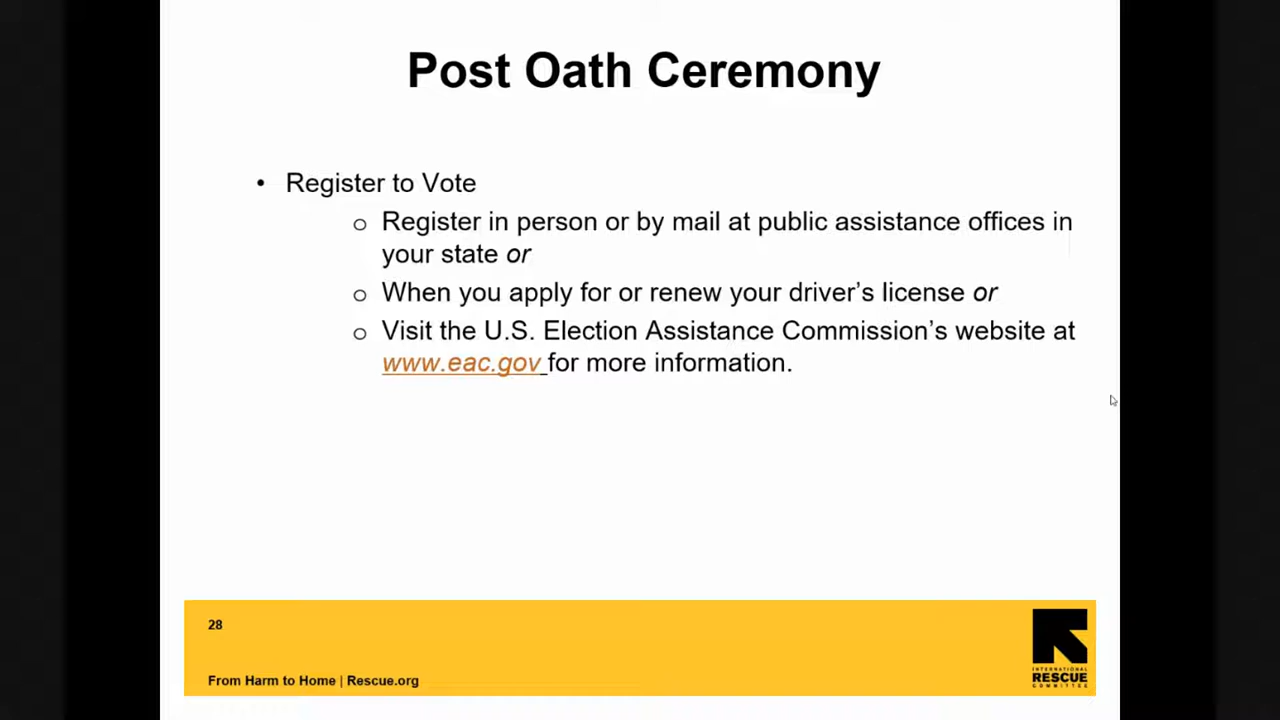 Post Oath Ceremony
• Register to Vote
o Register in person or by mail at public assistance offices in
your state or
o When you apply for or renew your driver’s license or
o Visit the U.S. Election Assistance Commission’s website at
www.eac.gov for more information.
28
From Harm to Home | Rescue.org
INTERNATIONAL
RESCUE
COMMITTEE